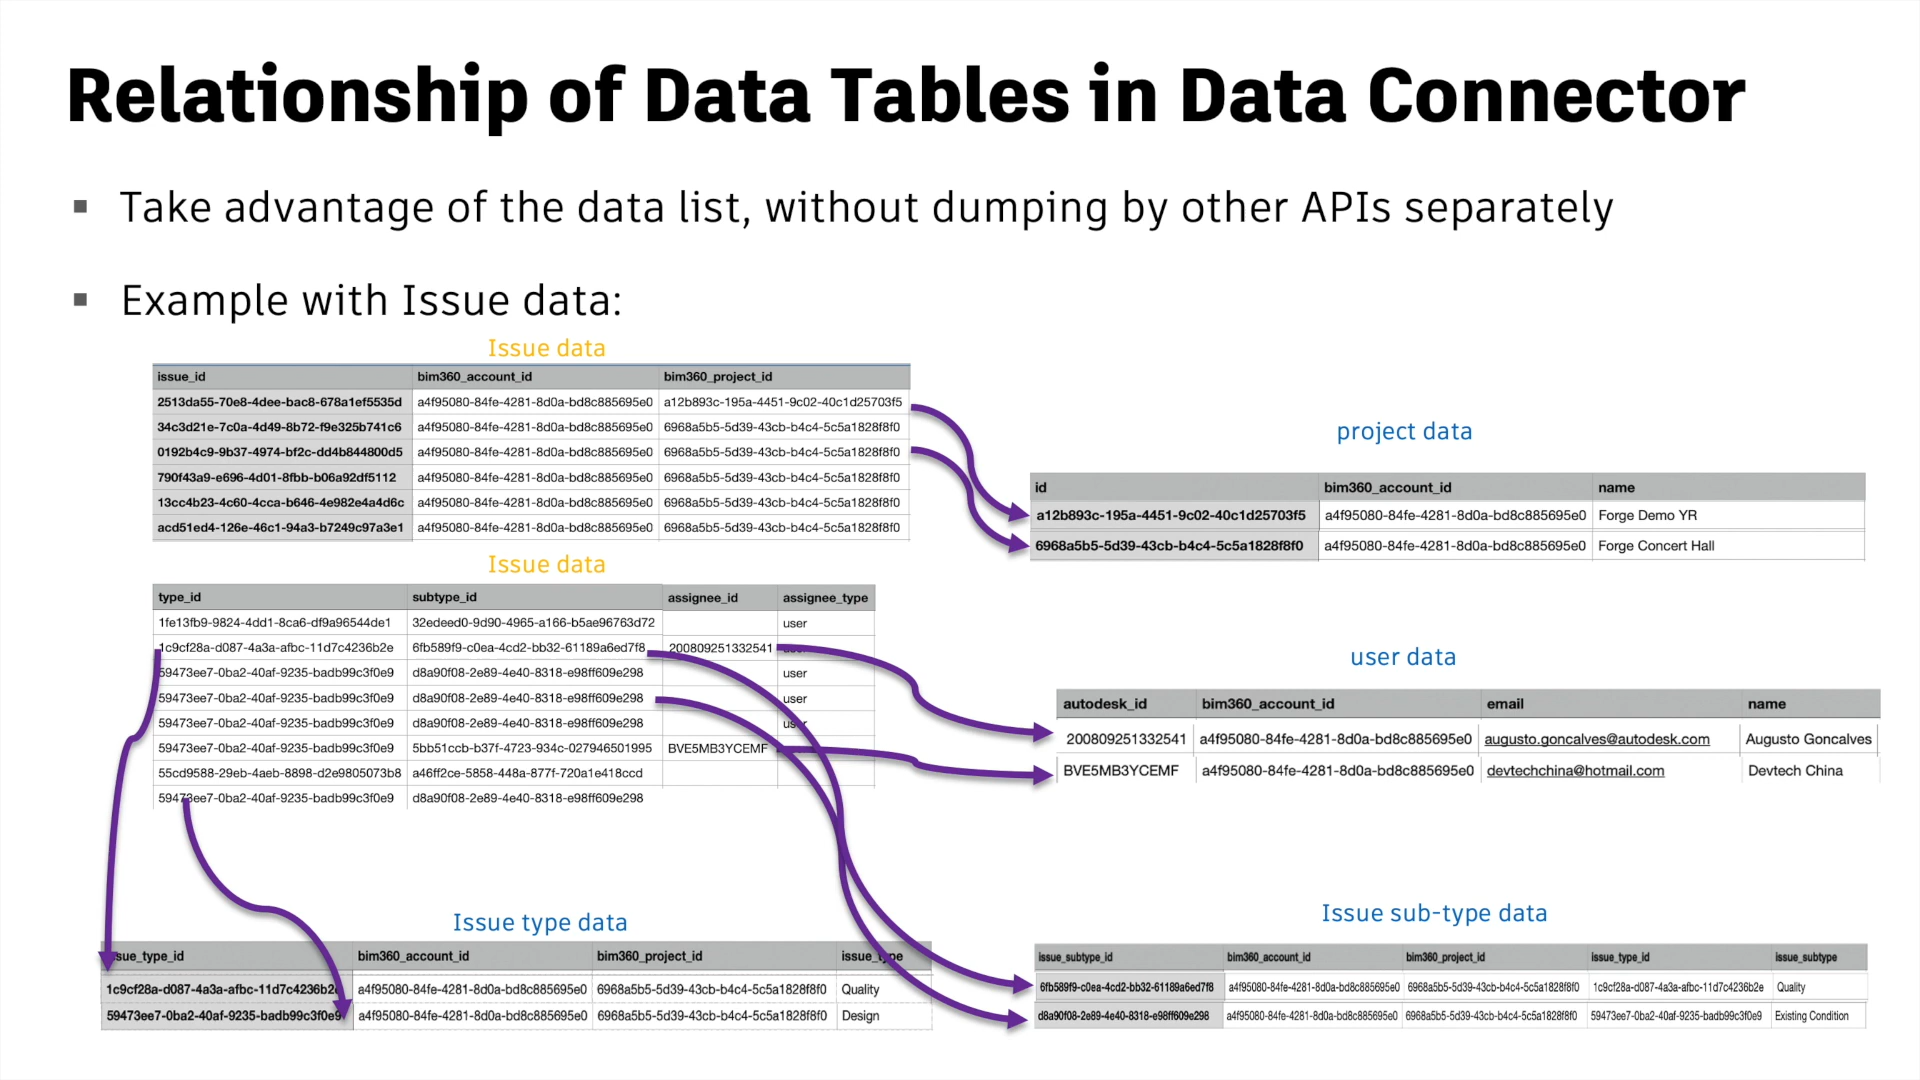 Relationship of Data Tables in Data Connector
▪ Take advantage of the data list, without dumping by other APIs separately
▪ Example with Issue data:
Issue data
issue_id bim360_account_id bim360_project_id
2513da55-70e8-4dee-bac8-678a1ef5535d a4f95080-84fe-4281-8d0a-bd8c885695e0 a12b893c-195a-4451-9c02-40c1d25703f5
34c3d21e-7c0a-4d49-8b72-f9e325b741c6 a4f95080-84fe-4281-8d0a-bd8c885695e0 6968a5b5-5d39-43cb-b4c4-5c5a1828f8f0
0192b4c9-9b37-4974-bf2c-dd4b844800d5 a4f95080-84fe-4281-8d0a-bd8c885695e0 6968a5b5-5d39-43cb-b4c4-5c5a1828f8f0
790f43a9-e696-4d01-8fbb-b06a92df5112 a4f95080-84fe-4281-8d0a-bd8c885695e0 6968a5b5-5d39-43cb-b4c4-5c5a1828f8f0
13cc4b23-4c60-4cca-b646-4e982e4a4d6c a4f95080-84fe-4281-8d0a-bd8c885695e0 6968a5b5-5d39-43cb-b4c4-5c5a1828f8f0
acd51ed4-126e-46c1-94a3-b7249c97a3e1 a4f95080-84fe-4281-8d0a-bd8c885695e0 6968a5b5-5d39-43cb-b4c4-5c5a1828f8f0
project data
id bim360_account_id name
a12b893c-195a-4451-9c02-40c1d25703f5 a4f95080-84fe-4281-8d0a-bd8c885695e0 Forge Demo YR
6968a5b5-5d39-43cb-b4c4-5c5a1828f8f0 a4f95080-84fe-4281-8d0a-bd8c885695e0 Forge Concert Hall
Issue data
type_id subtype_id assignee_id assignee_type
1fe13fb9-9824-4dd1-8ca6-df9a96544de1 32edeed0-9d90-4965-a166-b5ae96763d72 user
1c9cf28a-d087-4a3a-afbc-11d7c4236b2e 6fb589f9-c0ea-4cd2-bb32-61189a6ed7f8 200809251332541
59473ee7-0ba2-40af-9235-badb99c3f0e9 d8a90f08-2e89-4e40-8318-e98ff609e298 user
59473ee7-0ba2-40af-9235-badb99c3f0e9 d8a90f08-2e89-4e40-8318-e98ff609e298 user
59473ee7-0ba2-40af-9235-badb99c3f0e9 d8a90f08-2e89-4e40-8318-e98ff609e298 user
59473ee7-0ba2-40af-9235-badb99c3f0e9 5bb51ccb-b37f-4723-934c-027946501995 BVE5MB3YCEMF
55cd9588-29eb-4aeb-8898-d2e9805073b8 a46ff2ce-5858-448a-877f-720a1e418ccd
59473ee7-0ba2-40af-9235-badb99c3f0e9 d8a90f08-2e89-4e40-8318-e98ff609e298
user data
autodesk_id bim360_account_id email name
200809251332541 a4f95080-84fe-4281-8d0a-bd8c885695e0 augusto.goncalves@autodesk.com Augusto Goncalves
BVE5MB3YCEMF a4f95080-84fe-4281-8d0a-bd8c885695e0 devtechchina@hotmail.com Devtech China
Issue type data
issue_type_id bim360_account_id bim360_project_id issue_type
1c9cf28a-d087-4a3a-afbc-11d7c4236b2e a4f95080-84fe-4281-8d0a-bd8c885695e0 6968a5b5-5d39-43cb-b4c4-5c5a1828f8f0 Quality
59473ee7-0ba2-40af-9235-badb99c3f0e9 a4f95080-84fe-4281-8d0a-bd8c885695e0 6968a5b5-5d39-43cb-b4c4-5c5a1828f8f0 Design
Issue sub-type data
issue_subtype_id bim360_account_id bim360_project_id issue_type_id issue_subtype
6fb589f9-c0ea-4cd2-bb32-61189a6ed7f8 a4f95080-84fe-4281-8d0a-bd8c885695e0 6968a5b5-5d39-43cb-b4c4-5c5a1828f8f0 1c9cf28a-d087-4a3a-afbc-11d7c4236b2e Quality
d8a90f08-2e89-4e40-8318-e98ff609e298 a4f95080-84fe-4281-8d0a-bd8c885695e0 6968a5b5-5d39-43cb-b4c4-5c5a1828f8f0 59473ee7-0ba2-40af-9235-badb99c3f0e9 Existing Condition